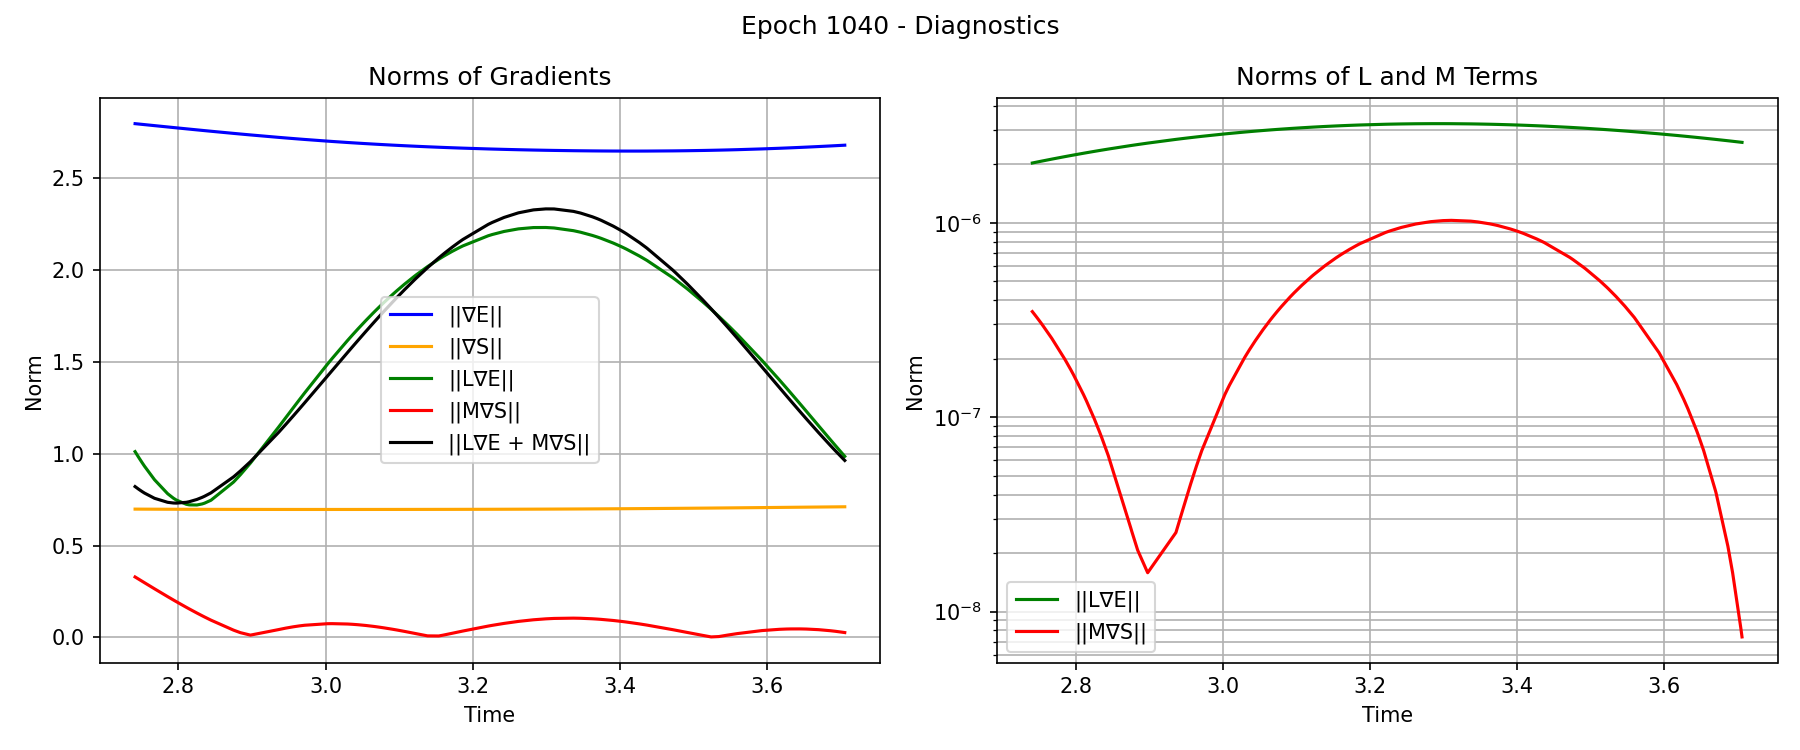 Epoch 1040 - Diagnostics
Norms of Gradients
Norm
2.5
2.0
1.5
1.0
0.5
0.0
2.8
3.0
3.2
3.4
3.6
Time
||∇E||
||∇S||
||L∇E||
||M∇S||
||L∇E + M∇S||
Norms of L and M Terms
Norm
10⁻⁶
10⁻⁷
10⁻⁸
2.8
3.0
3.2
3.4
3.6
Time
||L∇E||
||M∇S||